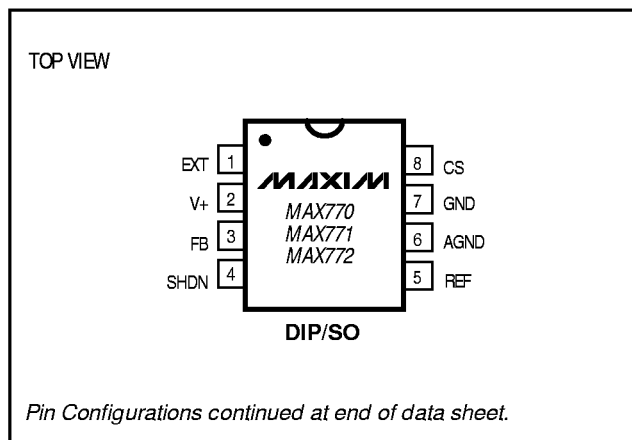 TOP VIEW
EXT 1
V+ 2
FB 3
SHDN 4
MAXIM
MAX770
MAX771
MAX772
8 CS
7 GND
6 AGND
5 REF
DIP/SO
Pin Configurations continued at end of data sheet.